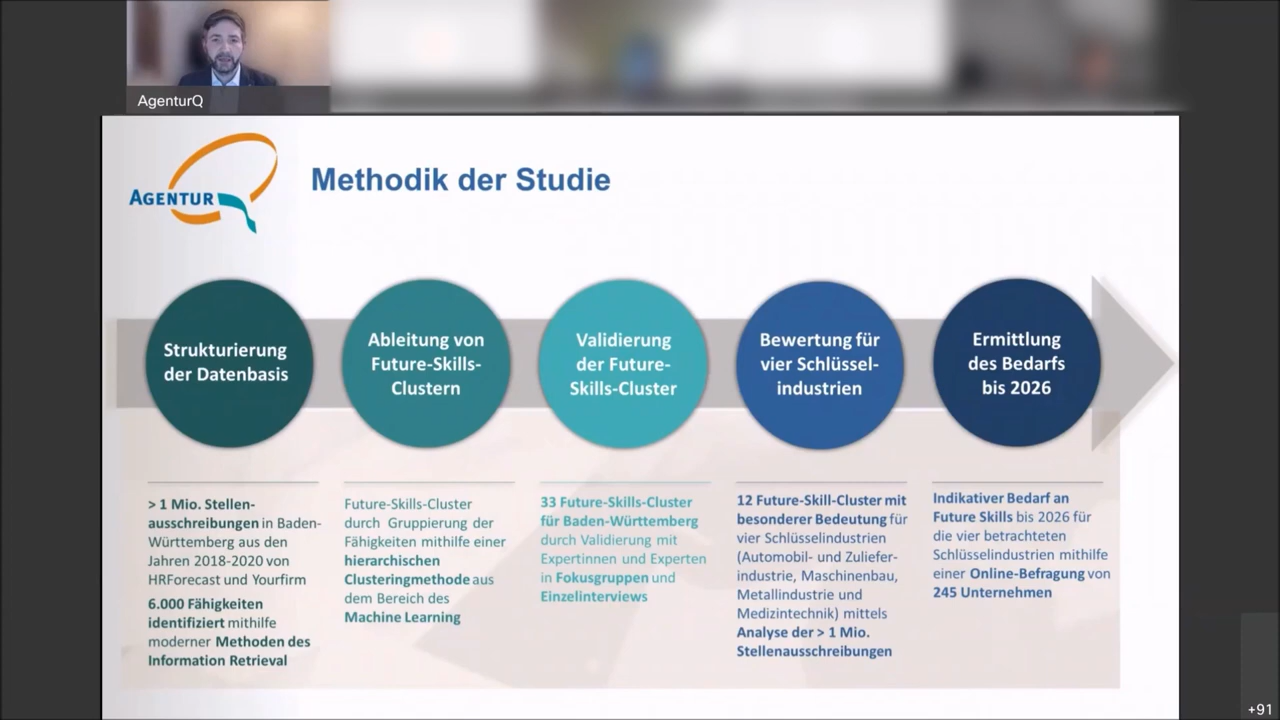 AgenturQ
AGENTUR
Methodik der Studie
Strukturierung
der Datenbasis
Ableitung von
Future-Skills-
Clustern
Validierung
der Future-
Skills-Cluster
Bewertung für
vier Schlüssel-
industrien
Ermittlung
des Bedarfs
bis 2026
> 1 Mio. Stellen-
ausschreibungen in Baden-
Württemberg aus den
Jahren 2018-2020 von
HRForecast und Yourfirm
6.000 Fähigkeiten
identifiziert mithilfe
moderner Methoden des
Information Retrieval
Future-Skills-Cluster
durch Gruppierung der
Fähigkeiten mithilfe einer
hierarchischen
Clusteringmethode aus
dem Bereich des
Machine Learning
33 Future-Skills-Cluster
für Baden-Württemberg
durch Validierung mit
Expertinnen und Experten
in Fokusgruppen und
Einzelinterviews
12 Future-Skill-Cluster mit
besonderer Bedeutung für
vier Schlüsselindustrien
(Automobil- und Zuliefer-
industrie, Maschinenbau,
Metallindustrie und
Medizintechnik) mittels
Analyse der > 1 Mio.
Stellenausschreibungen
Indikativer Bedarf an
Future Skills bis 2026 für
die vier betrachteten
Schlüsselindustrien mithilfe
einer Online-Befragung von
245 Unternehmen
+91